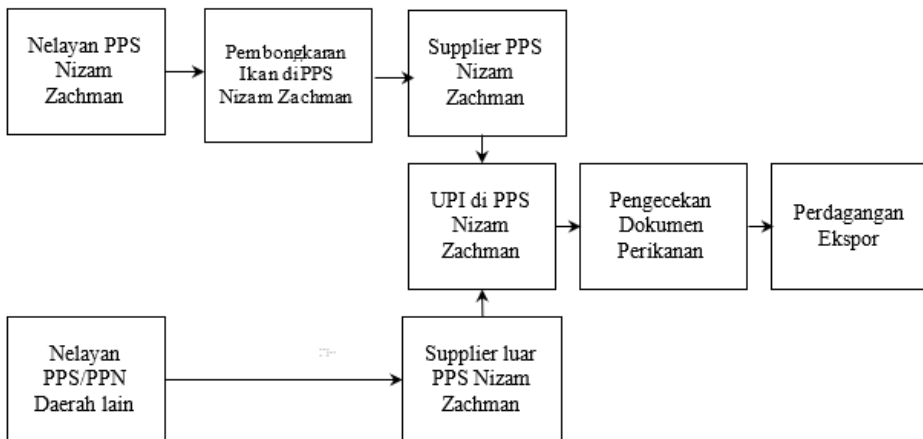 Nelayan PPS
Nizam
Zachman
Pembongkaran
Ikan di PPS
Nizam Zachman
Supplier PPS
Nizam
Zachman
UPI di PPS
Nizam
Zachman
Pengecekan
Dokumen
Perikanan
Perdagangan
Ekspor
Nelayan
PPS/PPN
Daerah lain
Supplier luar
PPS Nizam
Zachman